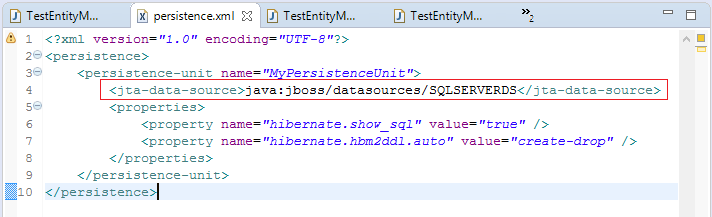 TestEntityM... persistence.xml TestEntityM... TestEntityM... »2
1 <?xml version="1.0" encoding="UTF-8"?>
2 <persistence>
3 <persistence-unit name="MyPersistenceUnit">
4 <jta-data-source>java:jboss/datasources/SQLSERVERDS</jta-data-source>
5 <properties>
6 <property name="hibernate.show_sql" value="true" />
7 <property name="hibernate.hbm2ddl.auto" value="create-drop" />
8 </properties>
9 </persistence-unit>
10 </persistence>